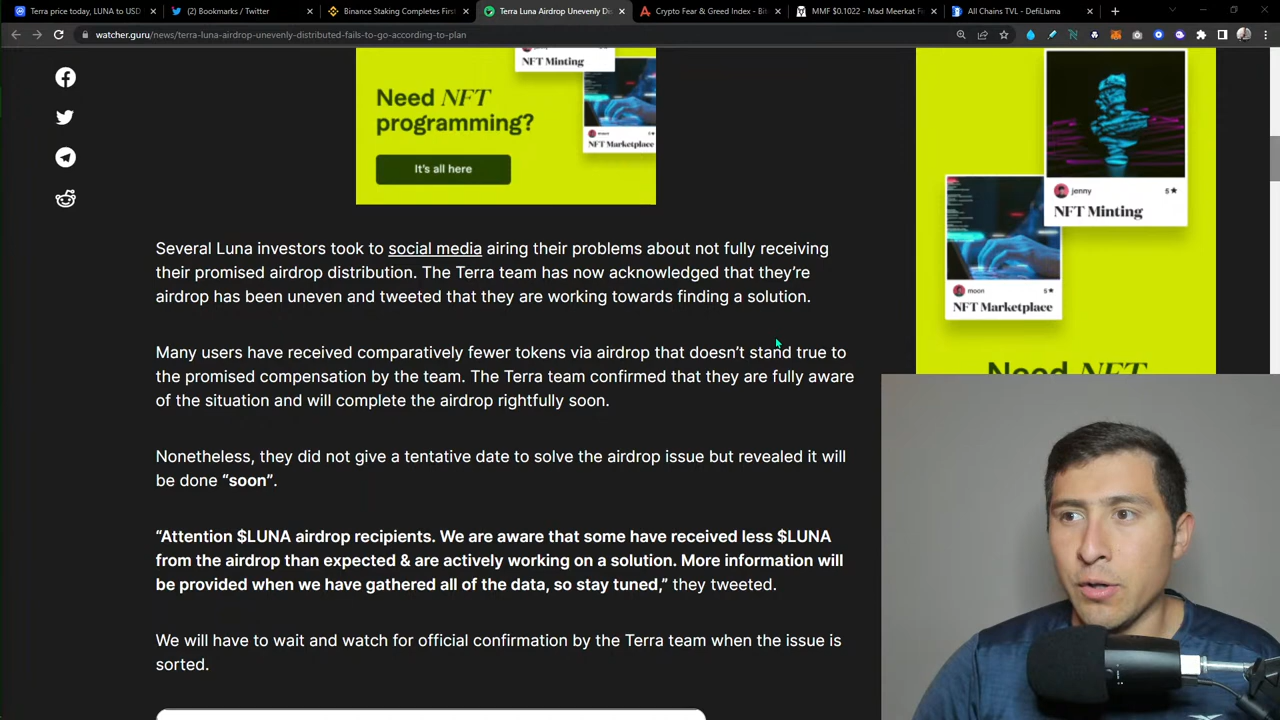 Terra price today, LUNA to USD
(2) Bookmarks / Twitter
Binance Staking Completes First
Terra Luna Airdrop Unevenly Dis
Crypto Fear & Greed Index - Bit
MMF $0.1022 - Mad Meerkat F
All Chains TVL - DefiLlama
watcher.guru/news/terra-luna-airdrop-unevenly-distributed-fails-to-go-according-to-plan
NFT Minting
Need NFT
programming?
It's all here
NFT Marketplace
jenny 5★
NFT Minting
moon 5★
NFT Marketplace
Need NFT
Several Luna investors took to social media airing their problems about not fully receiving
their promised airdrop distribution. The Terra team has now acknowledged that they're
airdrop has been uneven and tweeted that they are working towards finding a solution.
Many users have received comparatively fewer tokens via airdrop that doesn't stand true to
the promised compensation by the team. The Terra team confirmed that they are fully aware
of the situation and will complete the airdrop rightfully soon.
Nonetheless, they did not give a tentative date to solve the airdrop issue but revealed it will
be done “soon”.
“Attention $LUNA airdrop recipients. We are aware that some have received less $LUNA
from the airdrop than expected & are actively working on a solution. More information will
be provided when we have gathered all of the data, so stay tuned,” they tweeted.
We will have to wait and watch for official confirmation by the Terra team when the issue is
sorted.